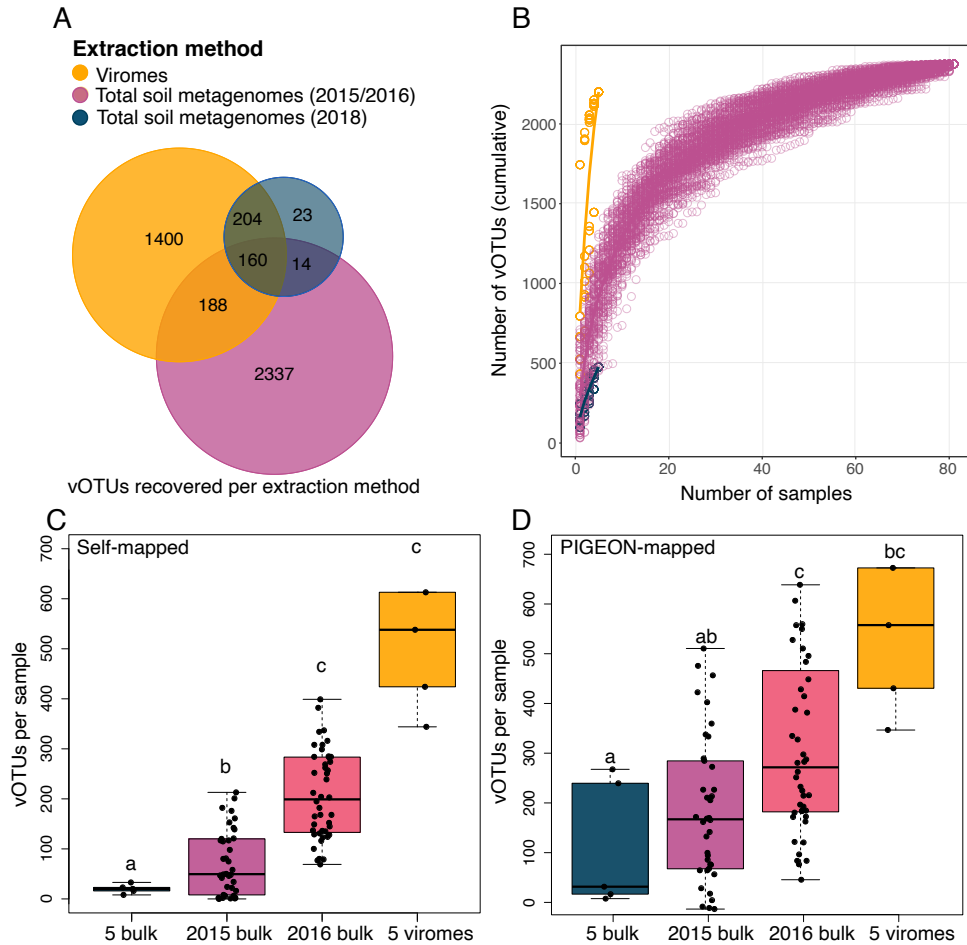 A
Extraction method
Viromes
Total soil metagenomes (2015/2016)
Total soil metagenomes (2018)
1400
204
23
160
14
188
2337
vOTUs recovered per extraction method
B
Number of vOTUs (cumulative)
2000
1500
1000
500
0
0 20 40 60 80
Number of samples
C
Self-mapped
vOTUs per sample
700
600
500
400
300
200
100
0
a
b
c
c
5 bulk 2015 bulk 2016 bulk 5 viromes
D
PIGEON-mapped
vOTUs per sample
700
600
500
400
300
200
100
0
a
ab
c
bc
5 bulk 2015 bulk 2016 bulk 5 viromes